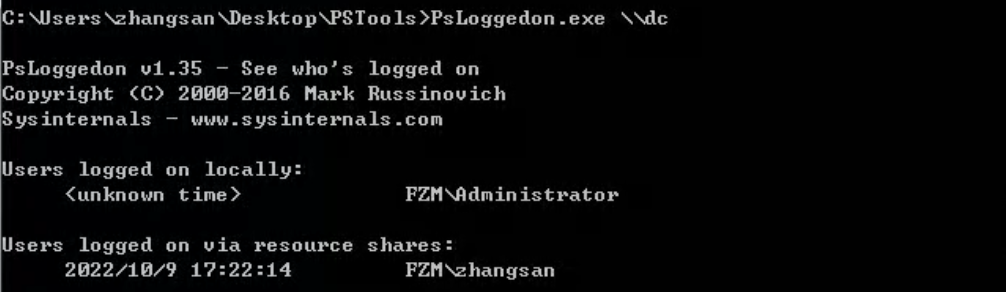 C:\Users\zhangsan\Desktop\PSTools>PsLoggedon.exe \\dc
PsLoggedon v1.35 - See who's logged on
Copyright (C) 2000-2016 Mark Russinovich
Sysinternals - www.sysinternals.com
Users logged on locally:
<unknown time> FZM\Administrator
Users logged on via resource shares:
2022/10/9 17:22:14 FZM\zhangsan